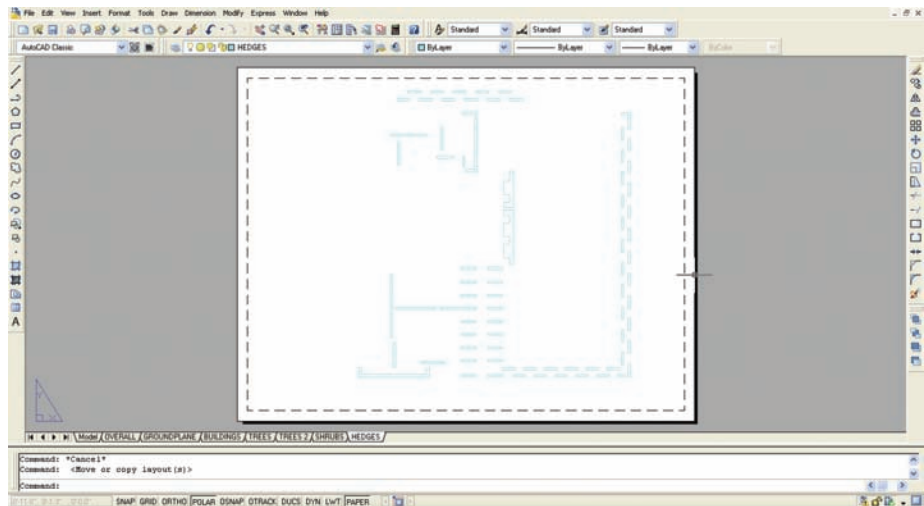 File Edit View Insert Format Tools Draw Dimension Modify Express Window Help
Standard Standard Standard
AutoCAD Classic HEDGES ByLayer ByLayer ByLayer ByColor
Model OVERALL GROUNDPLANE BUILDINGS TREES TREES 2 SHRUBS HEDGES
Command: *Cancel*
Command: <Move or copy layout(s)>
Command:
SNAP GRID ORTHO POLAR OSNAP OTRACK DUCS DYN LWT PAPER